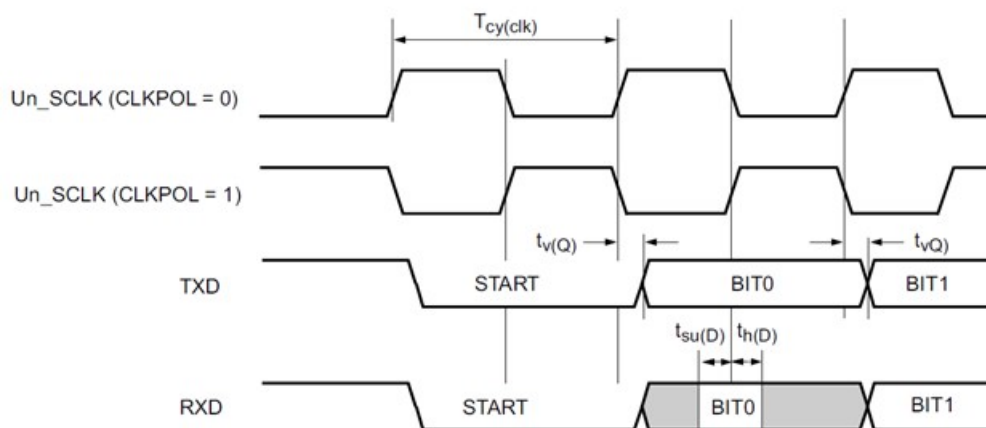 Tcy(clk)
Un_SCLK (CLKPOL = 0)
Un_SCLK (CLKPOL = 1)
tv(Q)
tvQ)
TXD
START
BIT0
BIT1
tsu(D)
th(D)
RXD
START
BIT0
BIT1